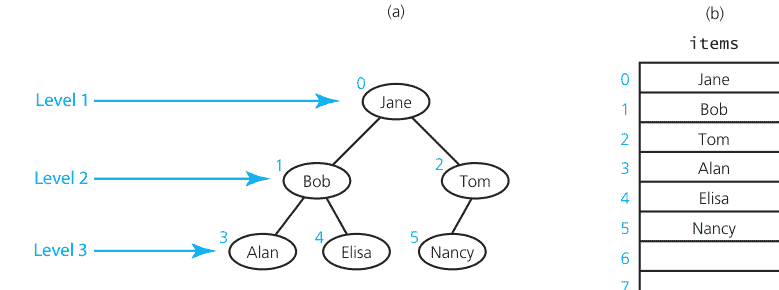 (a)
(b)
items
0
Level 1
Jane
0 Jane
1 Bob
2 Tom
3 Alan
4 Elisa
5 Nancy
6
7
Level 2
1
Bob
2
Tom
Level 3
3
Alan
4
Elisa
5
Nancy